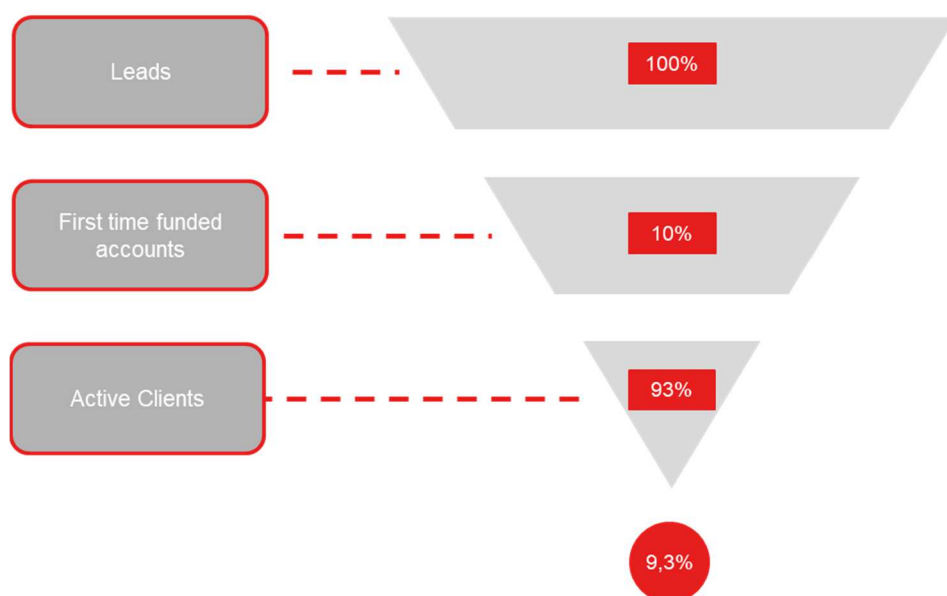 Leads
100%
First time funded
accounts
10%
Active Clients
93%
9,3%